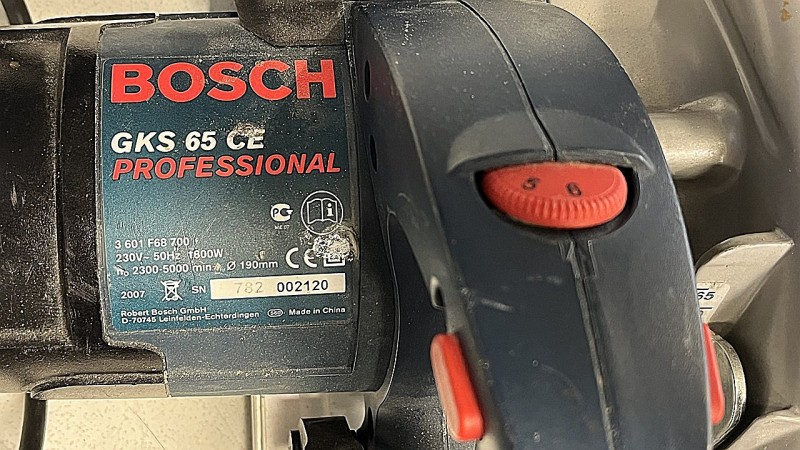 BOSCH
GKS 65 CE
PROFESSIONAL
3 601 F68 700
230V~ 50Hz 1600W
n₀ 2300-5000 min Ø 190mm
2007 SN 782 002120
Robert Bosch GmbH
D-70745 Leinfelden-Echterdingen Made in China
5 6
65